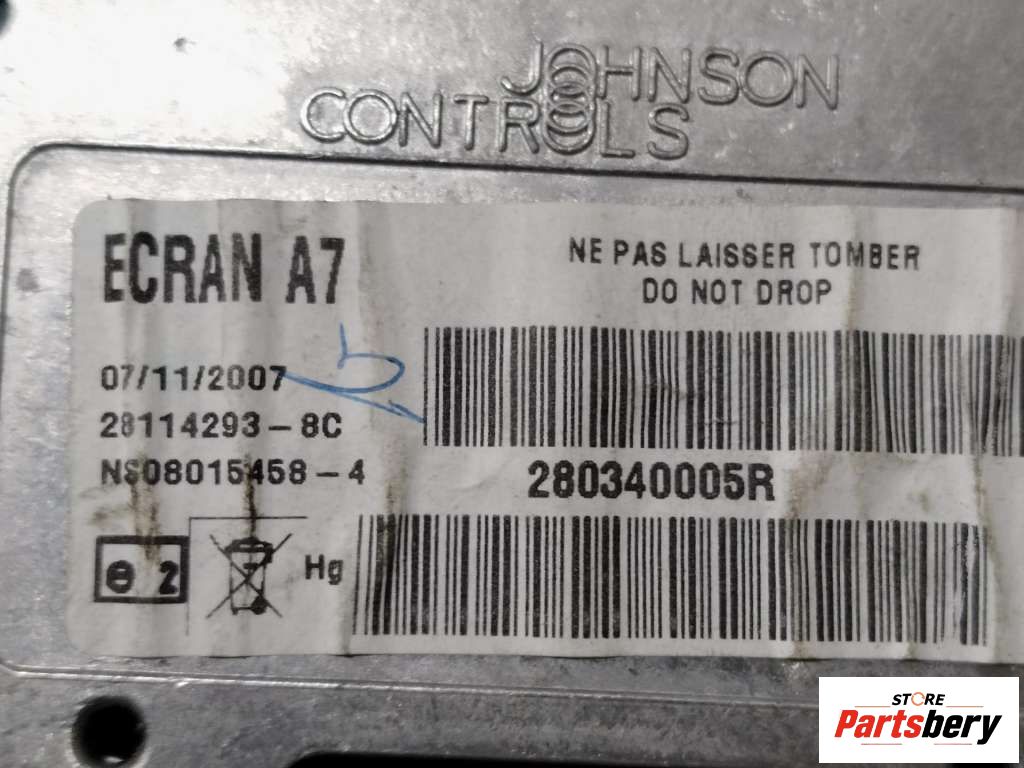 JOHNSON
CONTROLS
ECRAN A7
NE PAS LAISSER TOMBER
DO NOT DROP
07/11/2007
28114293-8C
NS08015458-4
280340005R
e 2
Hg
STORE
Partsbery